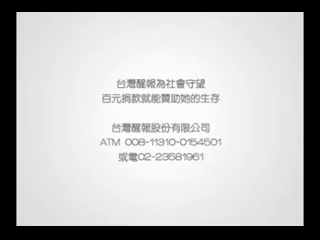 台灣醒報為社會守望
百元捐款就能贊助她的生存
台灣醒報股份有限公司
ATM 008-11310-0154501
或電02-23581961